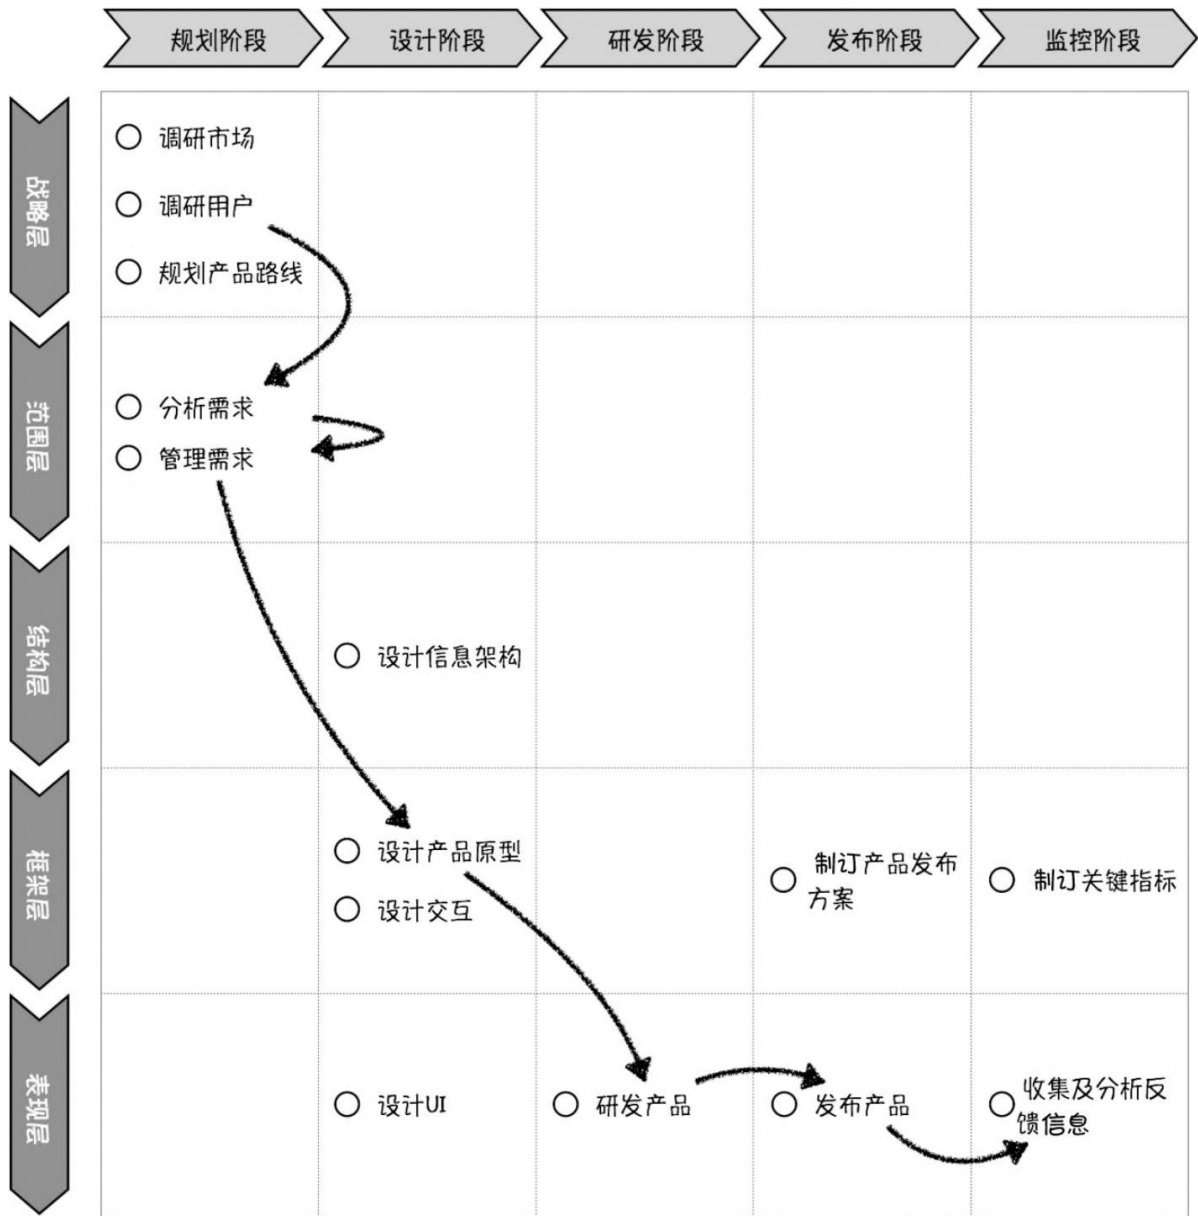 规划阶段
设计阶段
研发阶段
发布阶段
监控阶段
战略层
调研市场
调研用户
规划产品路线
范围层
分析需求
管理需求
结构层
设计信息架构
框架层
设计产品原型
设计交互
制订产品发布
方案
制订关键指标
表现层
设计UI
研发产品
发布产品
收集及分析反
馈信息